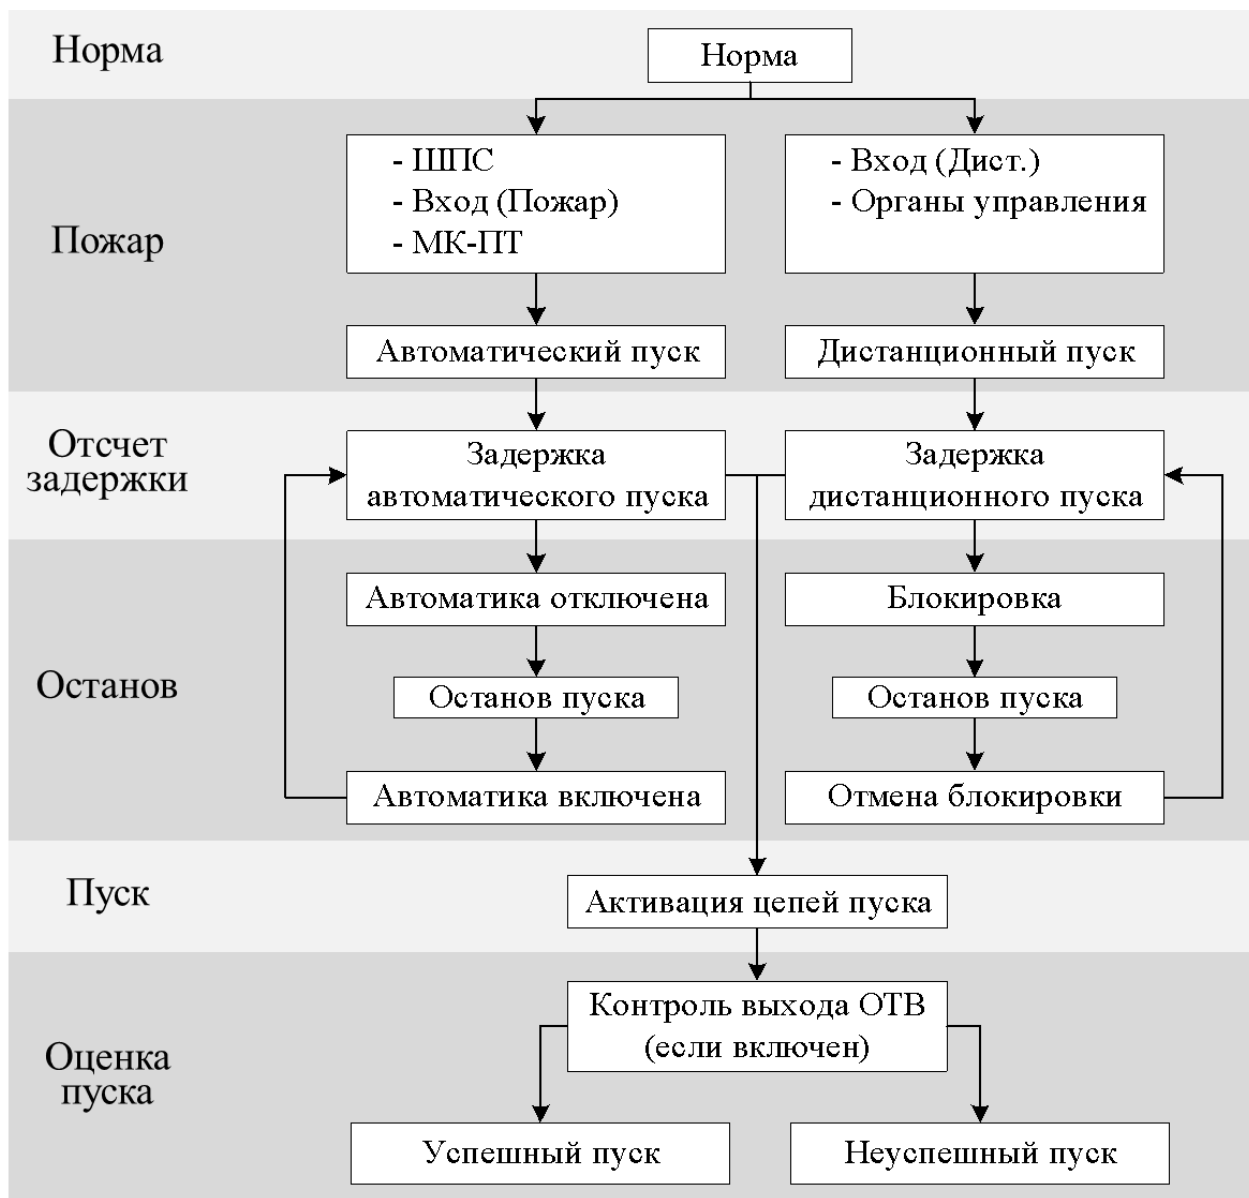 Норма
Норма
Пожар
- ШПС
- Вход (Пожар)
- МК-ПТ
- Вход (Дист.)
- Органы управления
Автоматический пуск
Дистанционный пуск
Отсчет
задержки
Задержка
автоматического пуска
Задержка
дистанционного пуска
Останов
Автоматика отключена
Блокировка
Останов пуска
Останов пуска
Автоматика включена
Отмена блокировки
Пуск
Активация цепей пуска
Оценка
пуска
Контроль выхода ОТВ
(если включен)
Успешный пуск
Неуспешный пуск